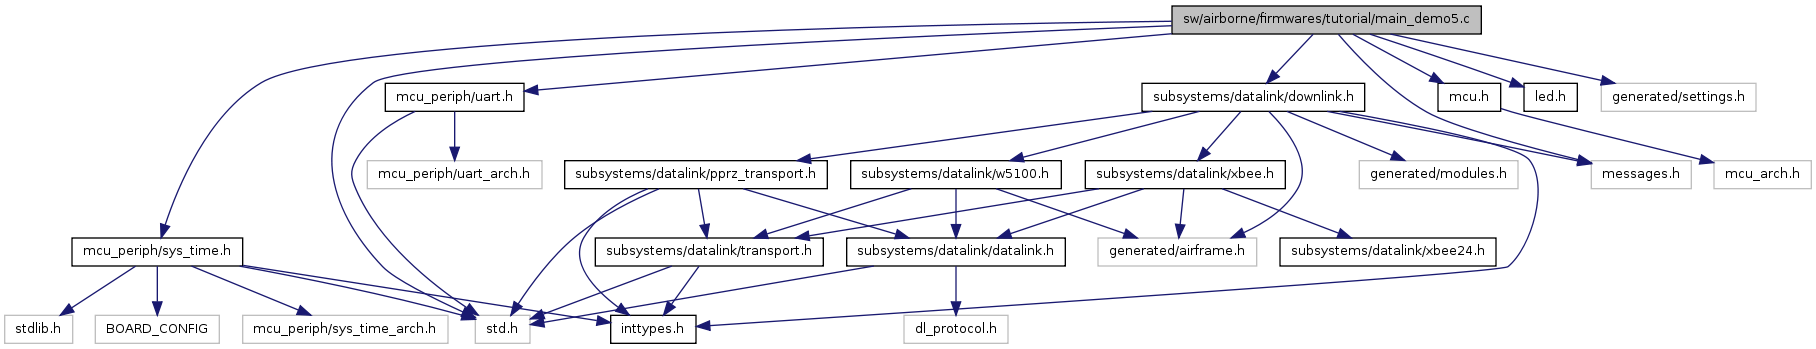 sw/airborne/firmwares/tutorial/main_demo5.c
mcu_periph/uart.h
subsystems/datalink/downlink.h
mcu.h
led.h
generated/settings.h
mcu_periph/uart_arch.h
subsystems/datalink/pprz_transport.h
subsystems/datalink/w5100.h
subsystems/datalink/xbee.h
generated/modules.h
messages.h
mcu_arch.h
mcu_periph/sys_time.h
subsystems/datalink/transport.h
subsystems/datalink/datalink.h
generated/airframe.h
subsystems/datalink/xbee24.h
stdlib.h
BOARD_CONFIG
mcu_periph/sys_time_arch.h
std.h
inttypes.h
dl_protocol.h